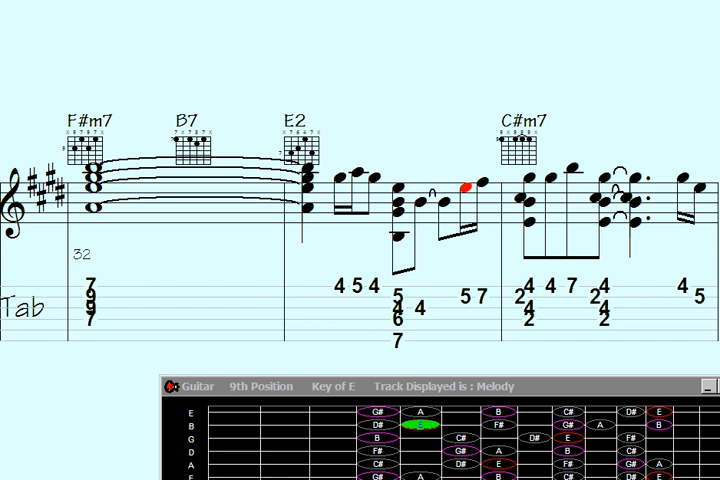 F#m7 B7 E2 C#m7
32
7 4 5 4 5 5 7 4 4 7 4 4
9 4 4 2 2 5
9 6 4 4
7 7 2 2
Tab
Guitar 9th Position Key of E Track Displayed is : Melody
E G# A B C# D# E
B D# E F# G# A B
G B C# D# E F#
D F# G# A B C#
A C# D# E F# G# A
G# A B C# D# E